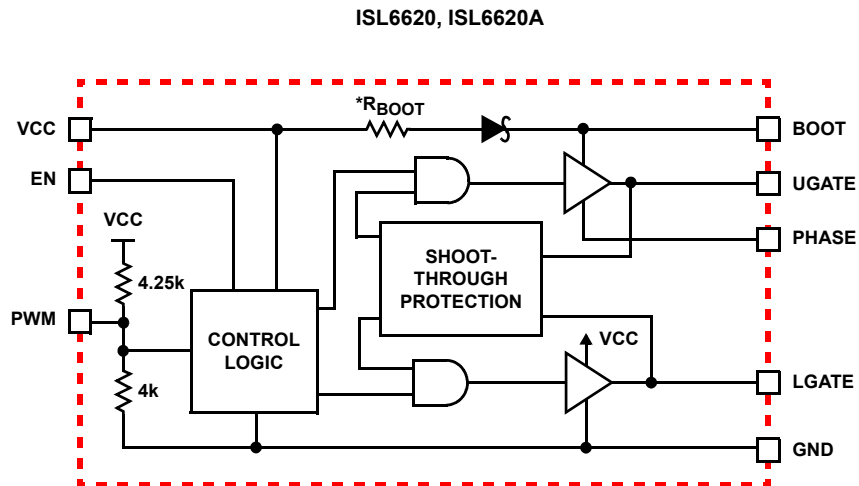 ISL6620, ISL6620A
*RBOOT
VCC
BOOT
EN
UGATE
VCC
PHASE
4.25k
SHOOT-
THROUGH
PROTECTION
PWM
CONTROL
LOGIC
VCC
4k
LGATE
GND